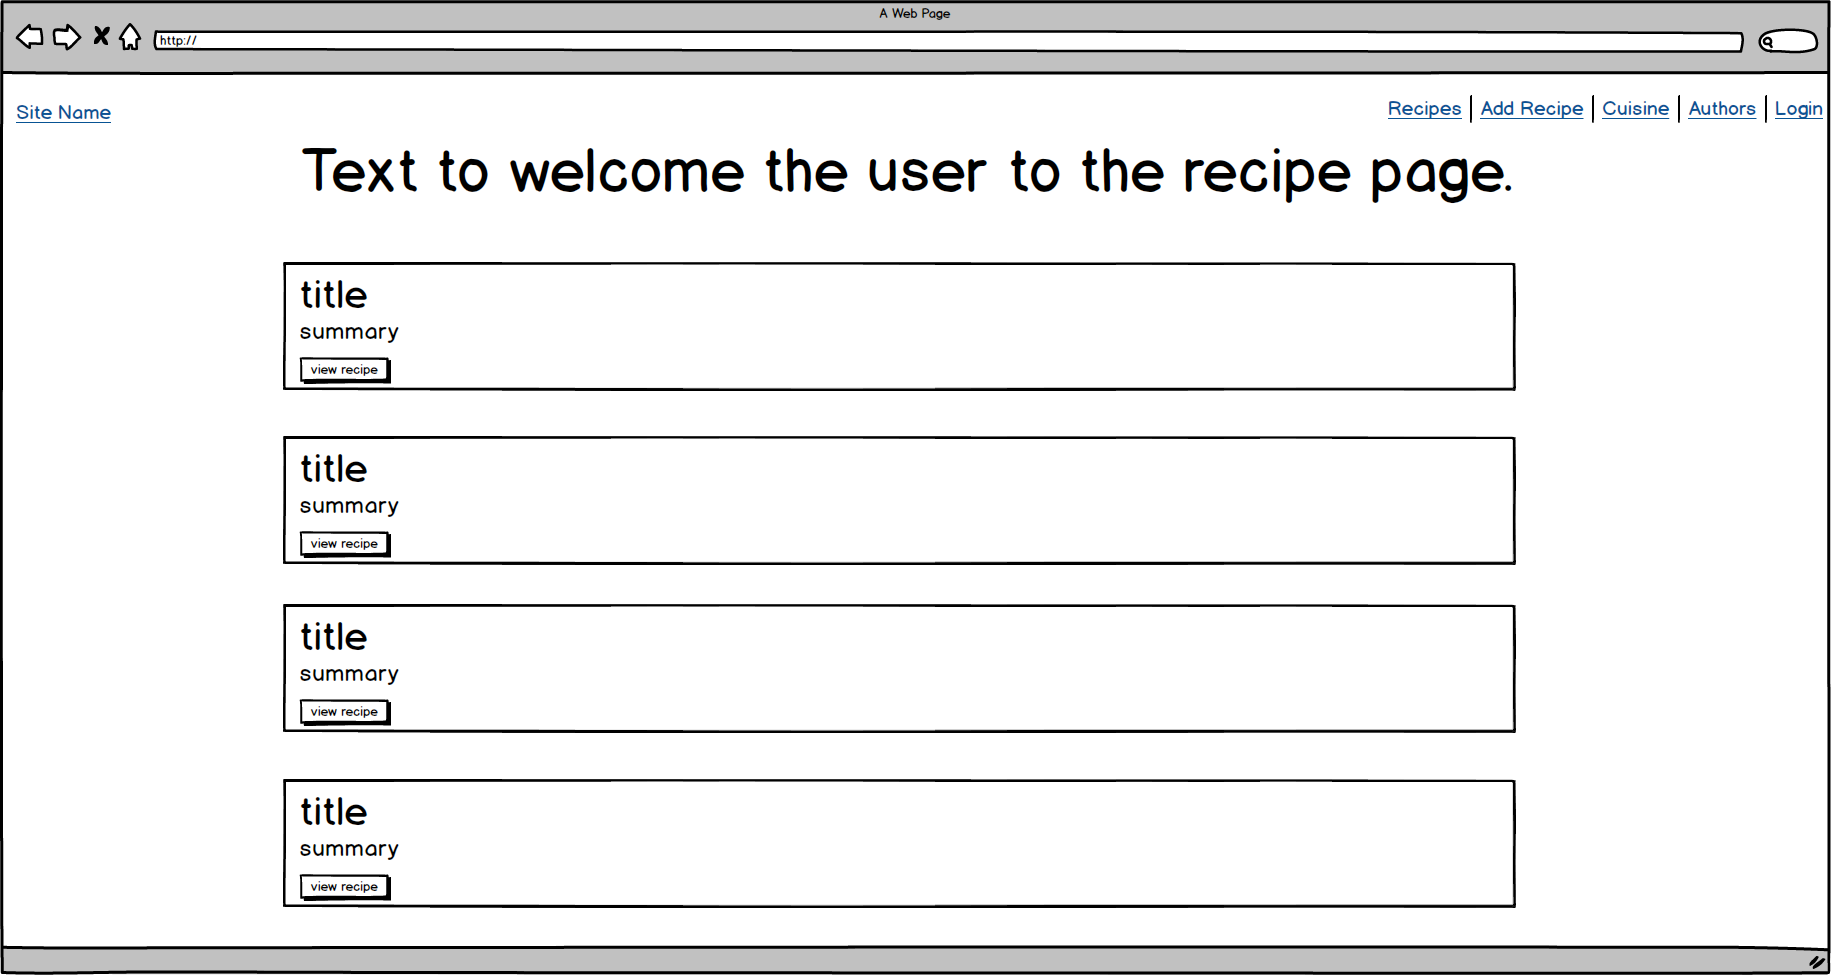 A Web Page
http://
Site Name
Recipes | Add Recipe | Cuisine | Authors | Login
Text to welcome the user to the recipe page.
title
summary
view recipe
title
summary
view recipe
title
summary
view recipe
title
summary
view recipe